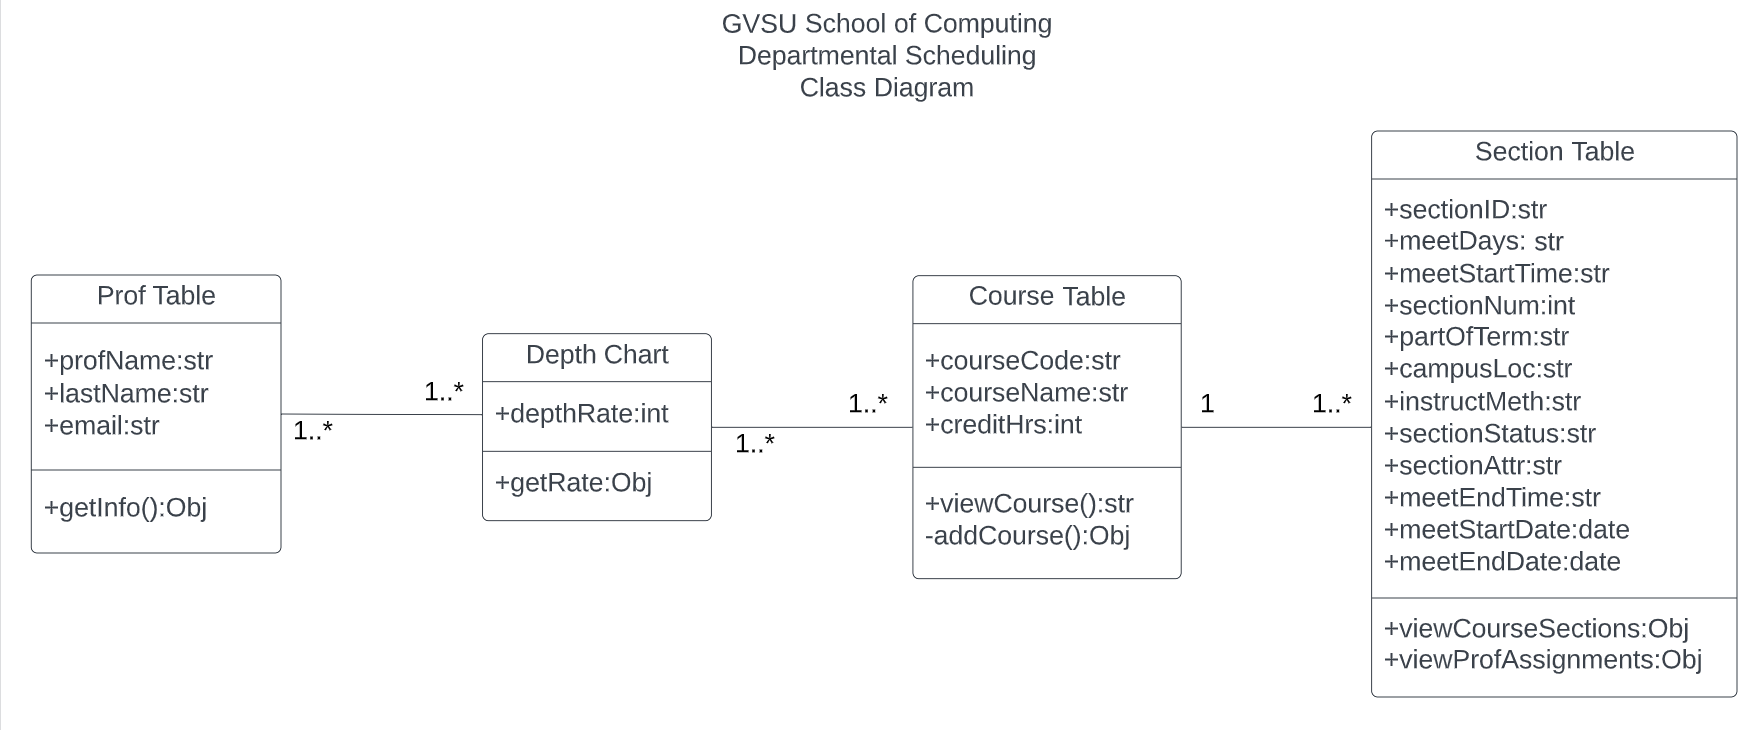 GVSU School of Computing
Departmental Scheduling
Class Diagram
Prof Table
+profName:str
+lastName:str
+email:str
+getInfo():Obj
1..*
1..*
Depth Chart
+depthRate:int
+getRate:Obj
1..*
1..*
Course Table
+courseCode:str
+courseName:str
+creditHrs:int
+viewCourse():str
-addCourse():Obj
1
1..*
Section Table
+sectionID:str
+meetDays: str
+meetStartTime:str
+sectionNum:int
+partOfTerm:str
+campusLoc:str
+instructMeth:str
+sectionStatus:str
+sectionAttr:str
+meetEndTime:str
+meetStartDate:date
+meetEndDate:date
+viewCourseSections:Obj
+viewProfAssignments:Obj